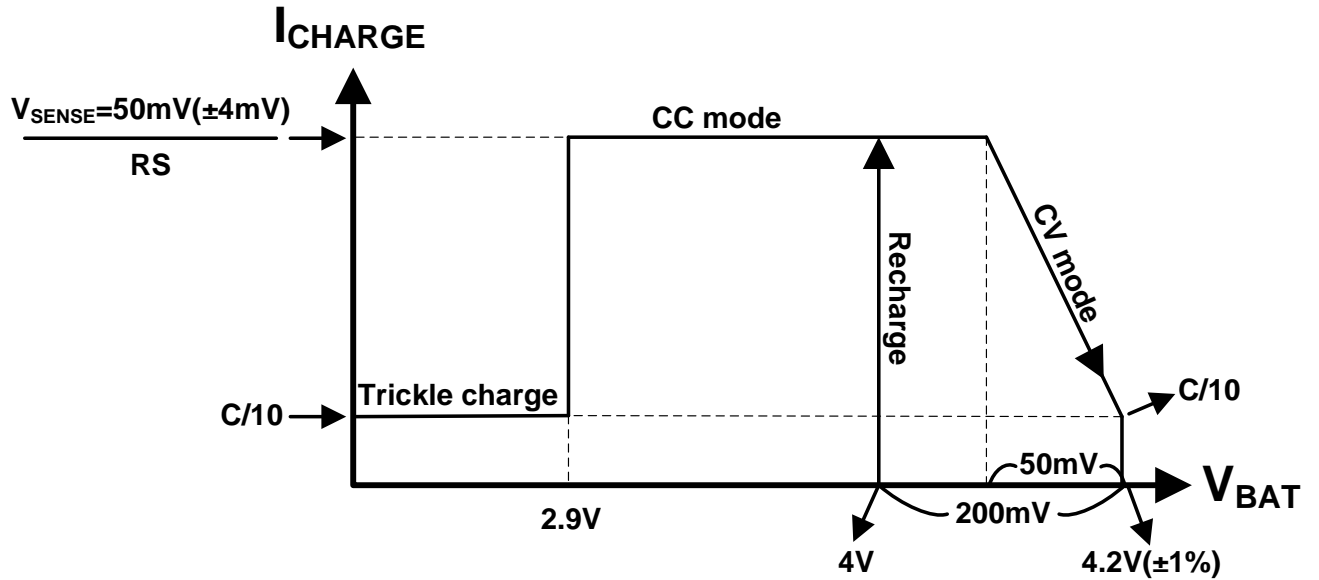 ICHARGE
VSENSE=50mV(±4mV)
RS
CC mode
CV mode
Recharge
Trickle charge
C/10
C/10
50mV
200mV
VBAT
2.9V
4V
4.2V(±1%)